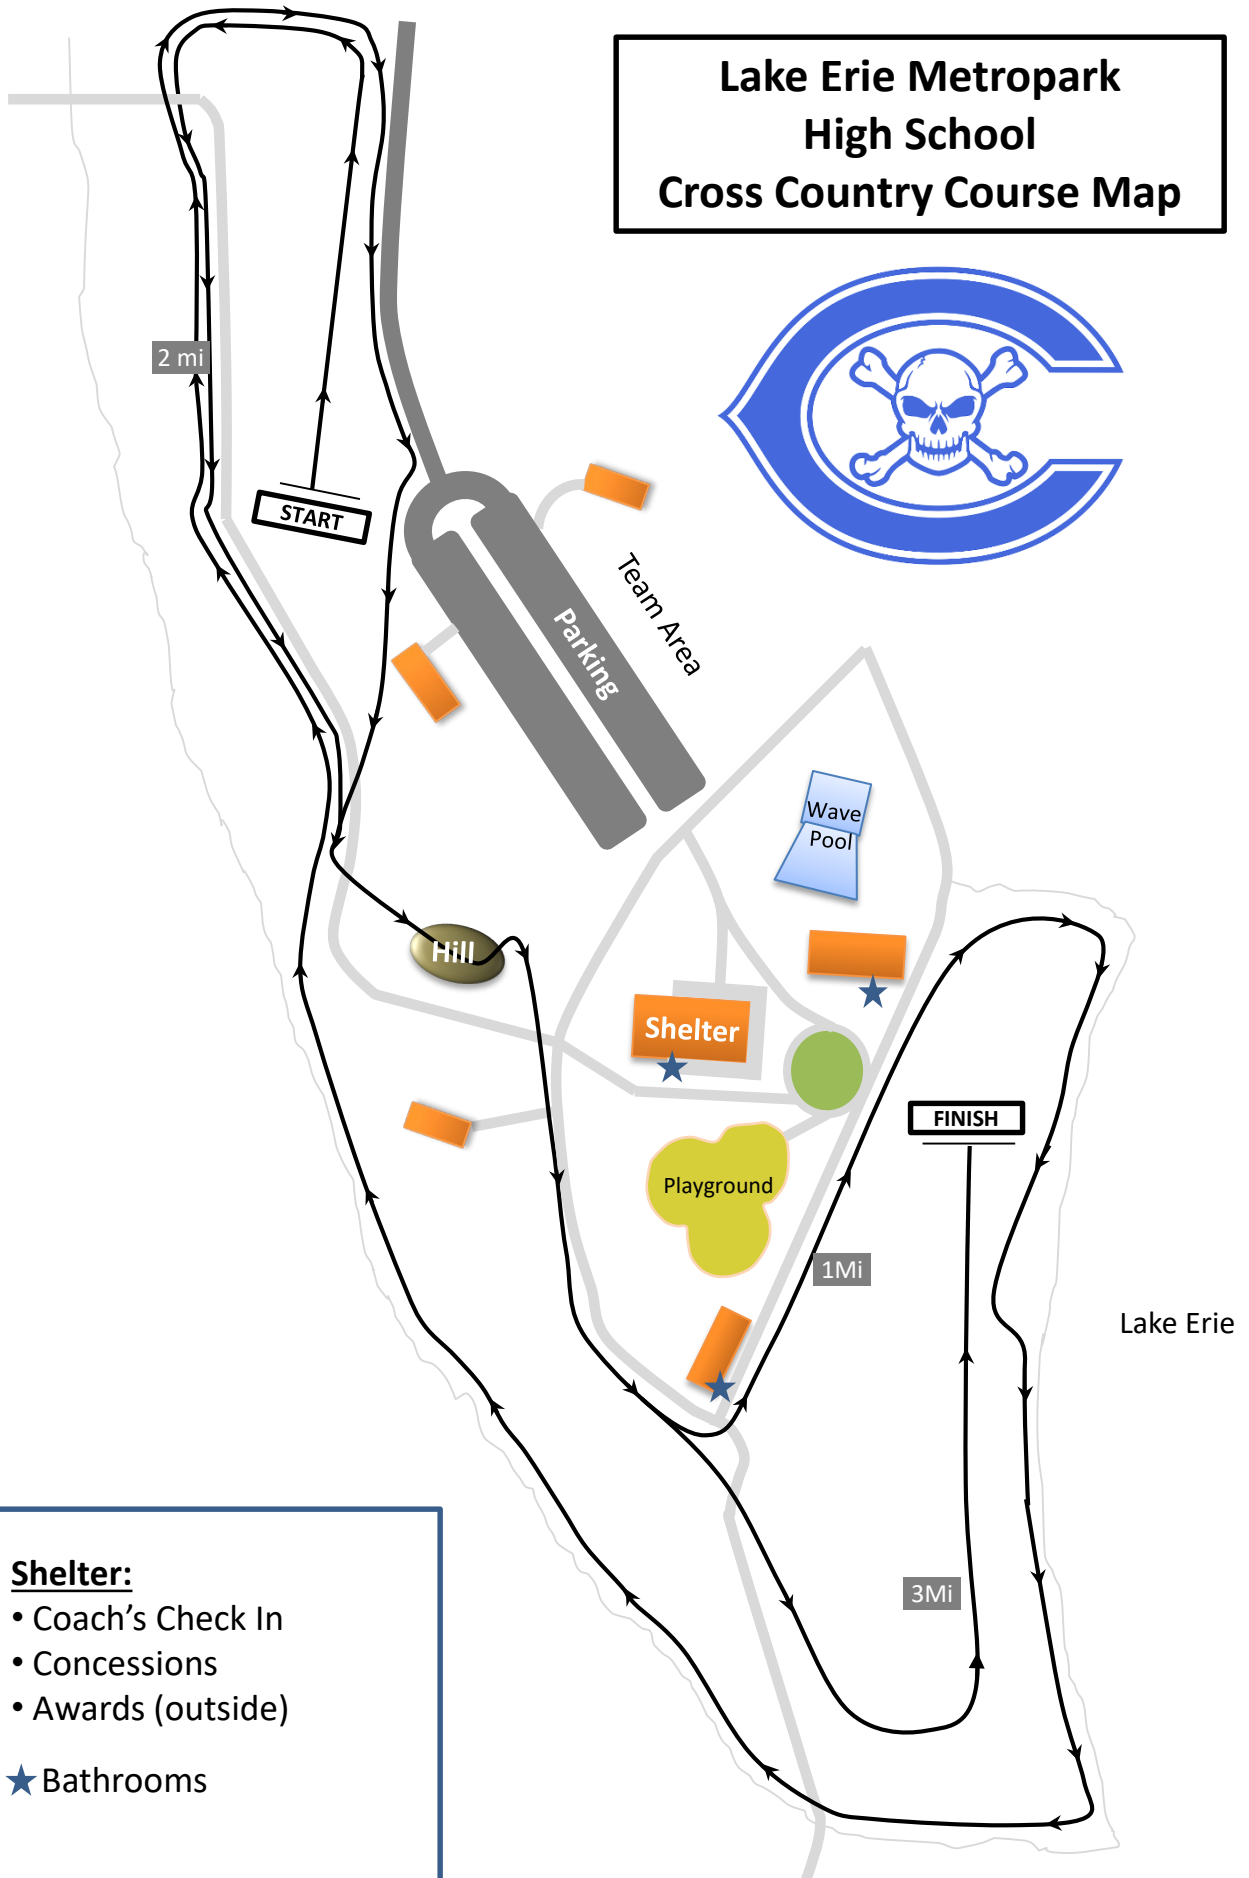 Lake Erie Metropark
High School
Cross Country Course Map
2 mi
START
Team Area
Parking
Wave
Pool
Hill
Shelter
FINISH
Playground
1Mi
Lake Erie
3Mi
Shelter:
• Coach’s Check In
• Concessions
• Awards (outside)
Bathrooms